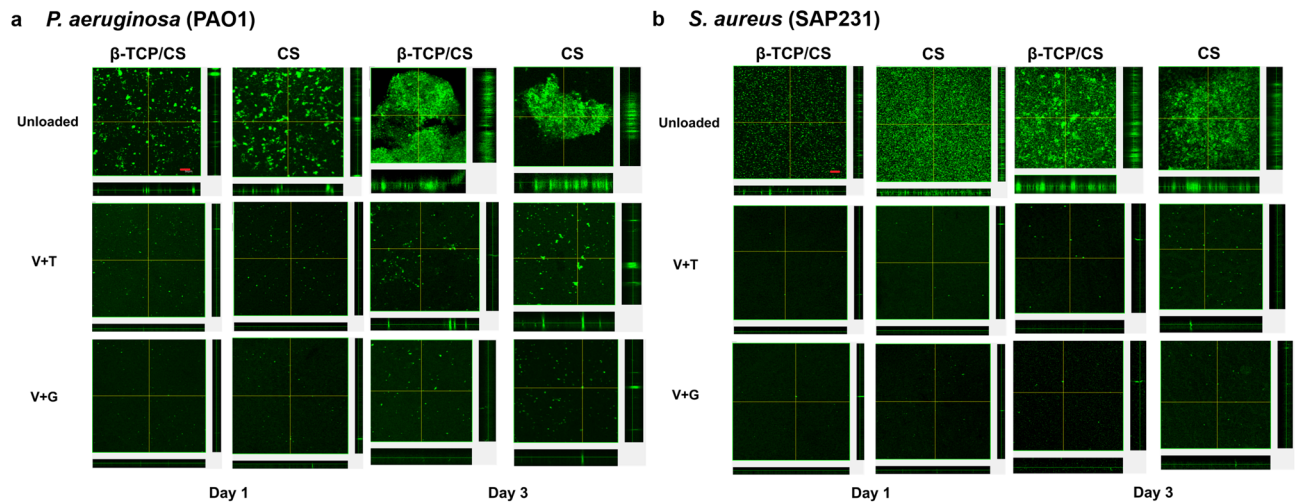 a P. aeruginosa (PAO1)
b S. aureus (SAP231)
β-TCP/CS CS β-TCP/CS CS
β-TCP/CS CS β-TCP/CS CS
Unloaded
Unloaded
V+T
V+T
V+G
V+G
Day 1 Day 3
Day 1 Day 3